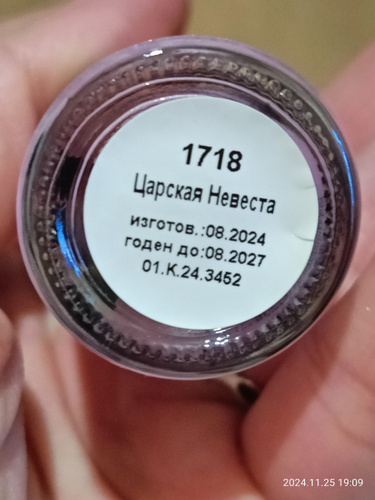 1718
Царская Невеста
изготов.:08.2024
годен до:08.2027
01.К.24.3452
2024.11.25 19:09